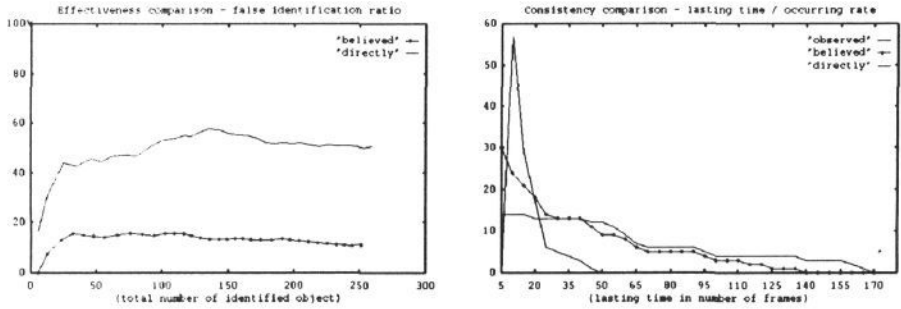 Effectiveness comparison - false identification ratio
100
80
60
40
20
0
"believed"
"directly"
0 50 100 150 200 250 300
(total number of identified object)
Consistency comparison - lasting time / occurring rate
60
50
40
30
20
10
0
"observed"
"believed"
"directly"
5 20 35 45 65 80 95 100 115 125 140 155 170
(lasting time in number of frames)